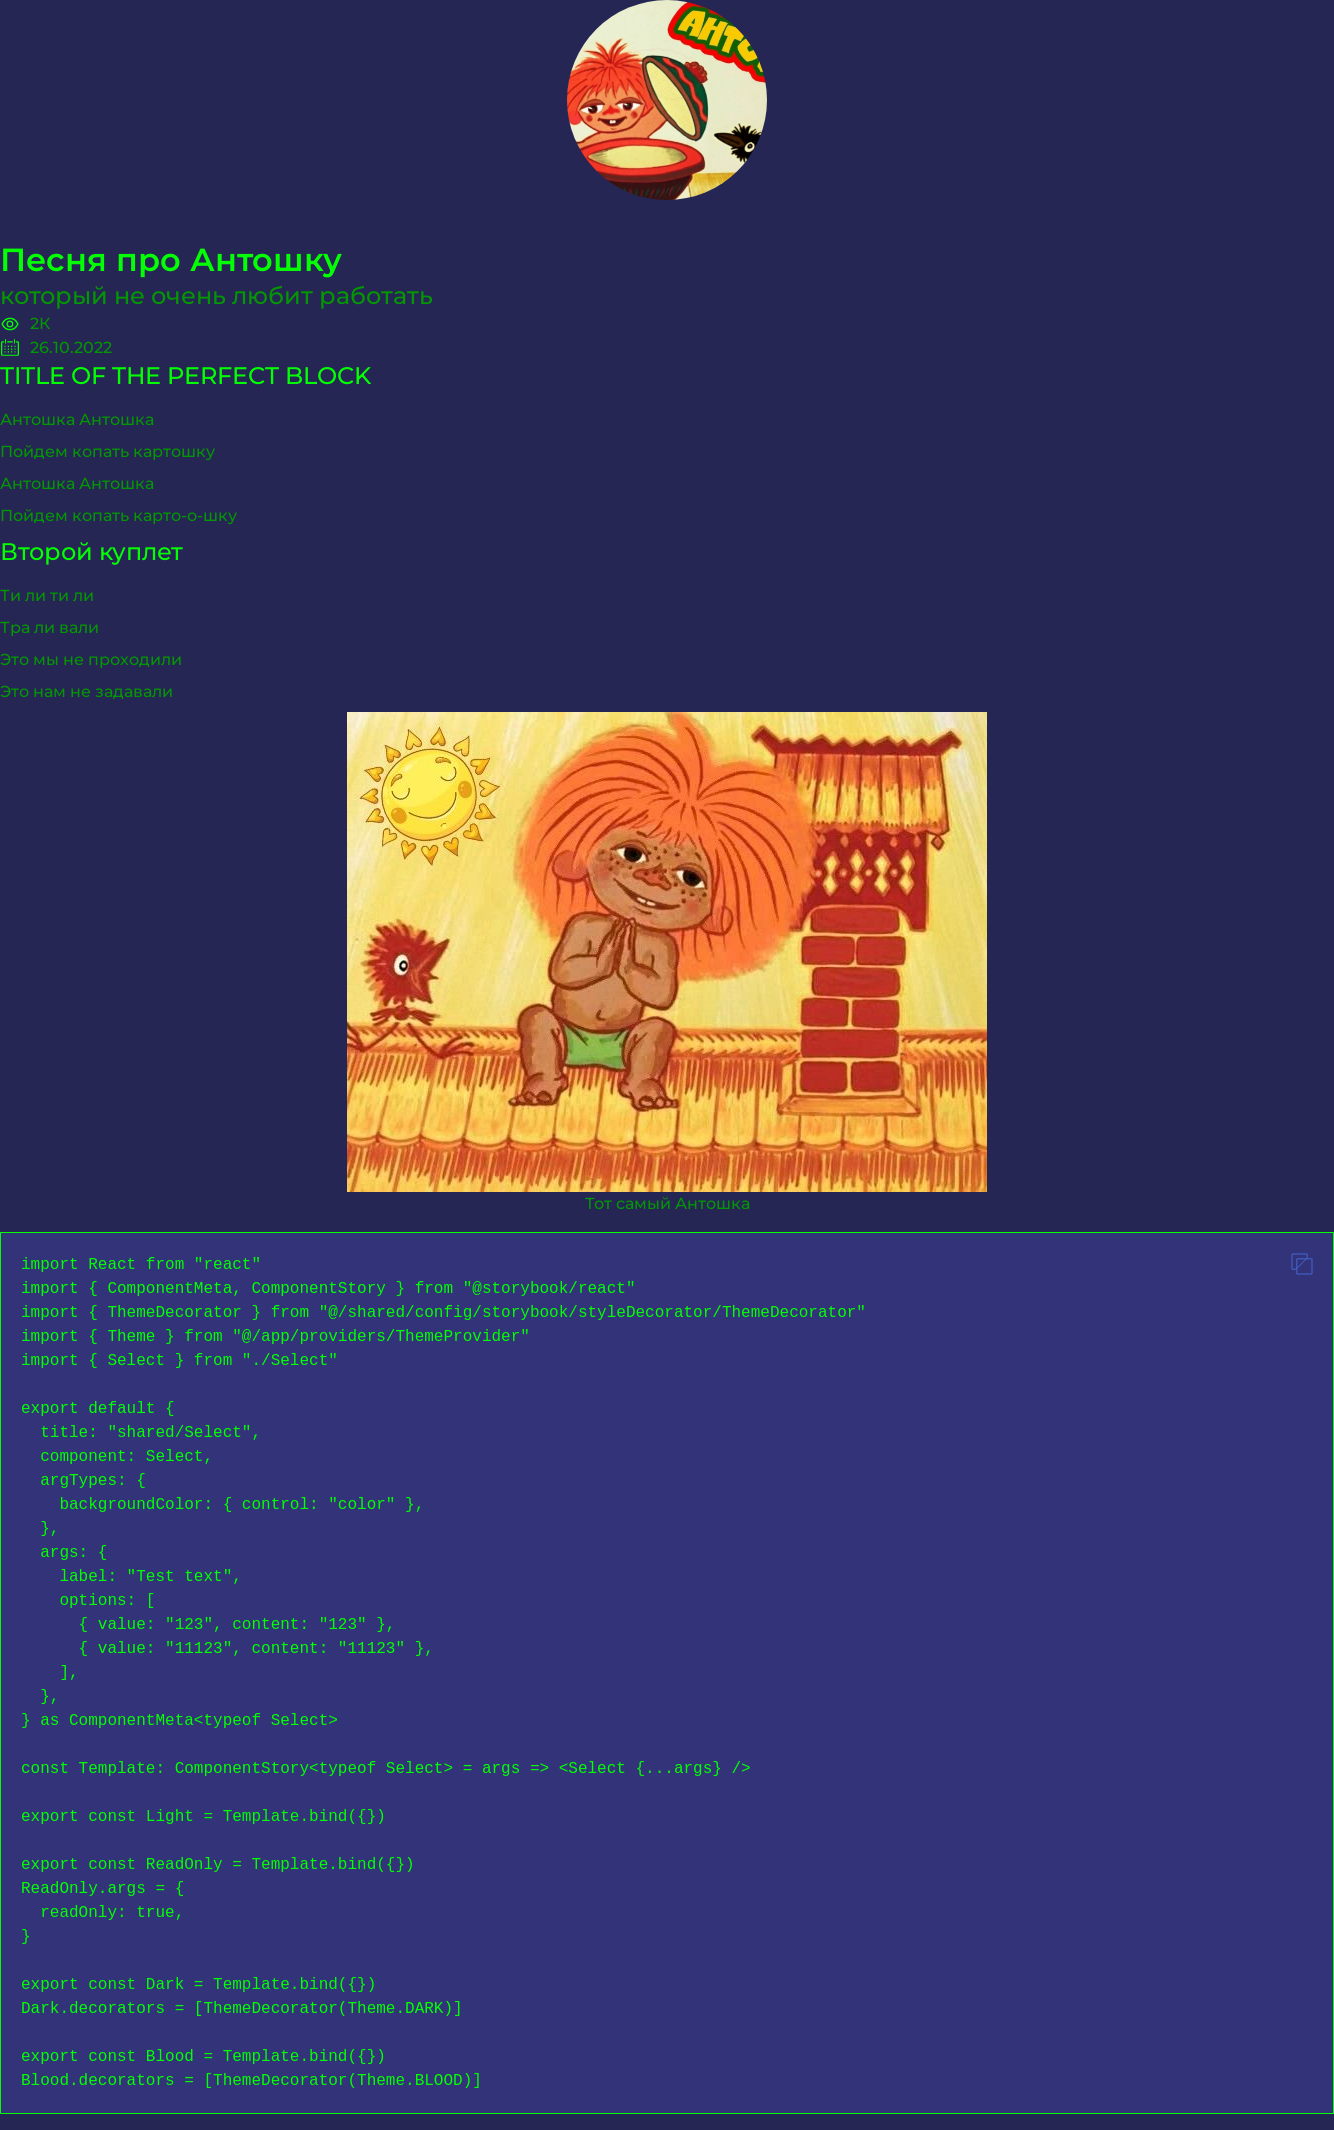 Песня про Антошку
который не очень любит работать
2К
26.10.2022
TITLE OF THE PERFECT BLOCK
Антошка Антошка
Пойдем копать картошку
Антошка Антошка
Пойдем копать карто-о-шку
Второй куплет
Ти ли ти ли
Тра ли вали
Это мы не проходили
Это нам не задавали
Тот самый Антошка
import React from "react"
import { ComponentMeta, ComponentStory } from "@storybook/react"
import { ThemeDecorator } from "@/shared/config/storybook/styleDecorator/ThemeDecorator"
import { Theme } from "@/app/providers/ThemeProvider"
import { Select } from "./Select"

export default {
  title: "shared/Select",
  component: Select,
  argTypes: {
    backgroundColor: { control: "color" },
  },
  args: {
    label: "Test text",
    options: [
      { value: "123", content: "123" },
      { value: "11123", content: "11123" },
    ],
  },
} as ComponentMeta<typeof Select>

const Template: ComponentStory<typeof Select> = args => <Select {...args} />

export const Light = Template.bind({})

export const ReadOnly = Template.bind({})
ReadOnly.args = {
  readOnly: true,
}

export const Dark = Template.bind({})
Dark.decorators = [ThemeDecorator(Theme.DARK)]

export const Blood = Template.bind({})
Blood.decorators = [ThemeDecorator(Theme.BLOOD)]